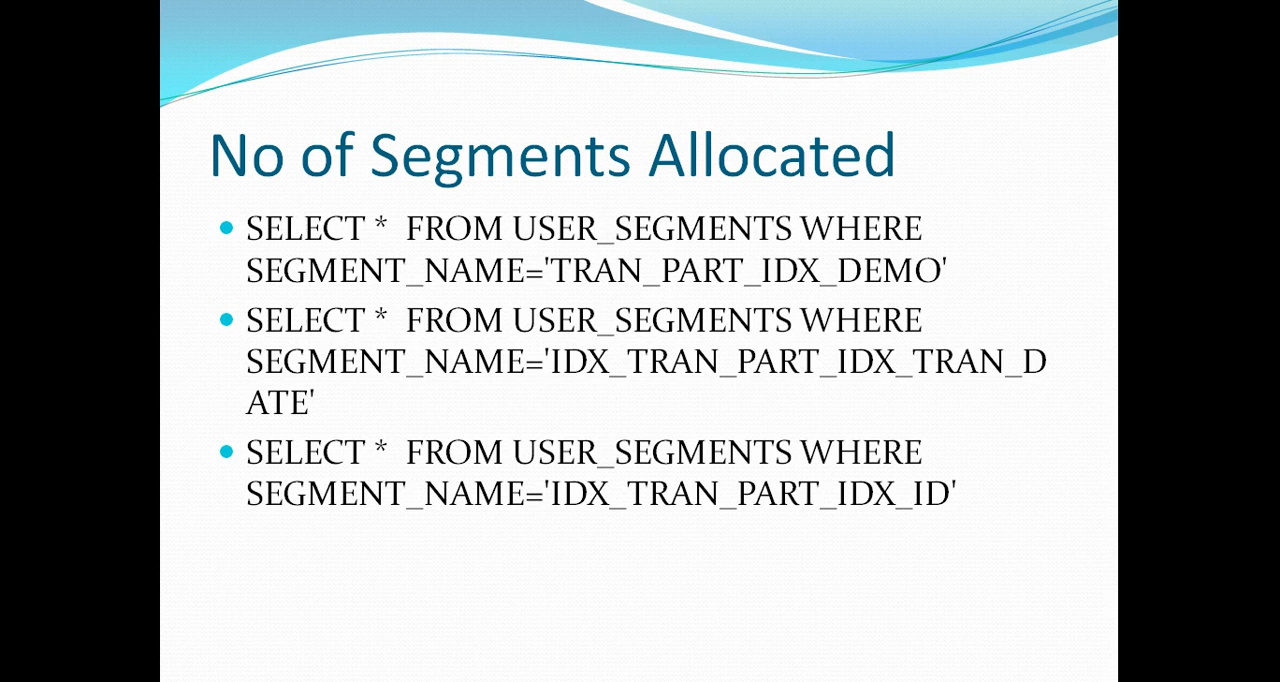 No of Segments Allocated
SELECT *  FROM USER_SEGMENTS WHERE
SEGMENT_NAME='TRAN_PART_IDX_DEMO'
SELECT *  FROM USER_SEGMENTS WHERE
SEGMENT_NAME='IDX_TRAN_PART_IDX_TRAN_D
ATE'
SELECT *  FROM USER_SEGMENTS WHERE
SEGMENT_NAME='IDX_TRAN_PART_IDX_ID'